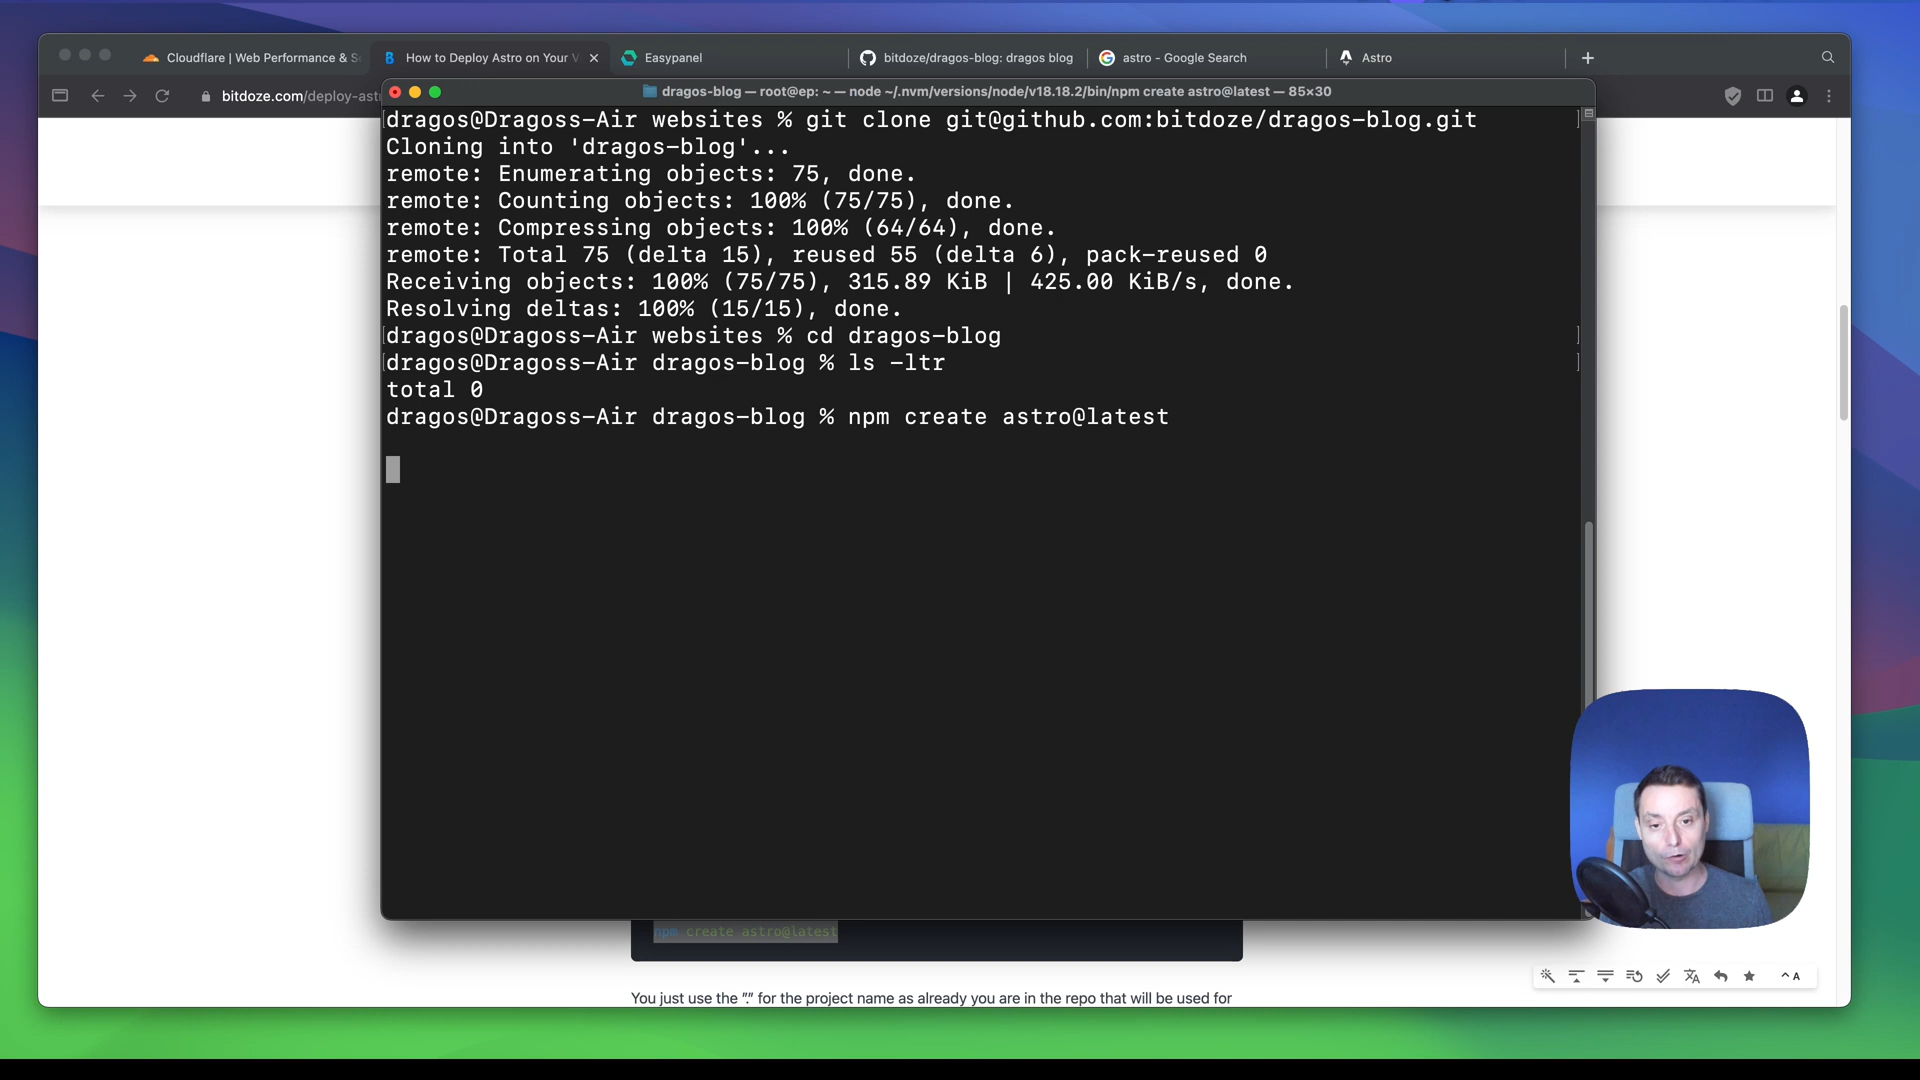 Cloudflare | Web Performance & Se
How to Deploy Astro on Your V
Easypanel
bitdoze/dragos-blog: dragos blog
astro - Google Search
Astro
bitdoze.com/deploy-ast
dragos-blog — root@ep: ~ — node ~/.nvm/versions/node/v18.18.2/bin/npm create astro@latest — 85×30
dragos@Dragoss-Air websites % git clone git@github.com:bitdoze/dragos-blog.git
Cloning into 'dragos-blog'...
remote: Enumerating objects: 75, done.
remote: Counting objects: 100% (75/75), done.
remote: Compressing objects: 100% (64/64), done.
remote: Total 75 (delta 15), reused 55 (delta 6), pack-reused 0
Receiving objects: 100% (75/75), 315.89 KiB | 425.00 KiB/s, done.
Resolving deltas: 100% (15/15), done.
dragos@Dragoss-Air websites % cd dragos-blog
dragos@Dragoss-Air dragos-blog % ls -ltr
total 0
dragos@Dragoss-Air dragos-blog % npm create astro@latest
npm create astro@latest
You just use the "." for the project name as already you are in the repo that will be used for